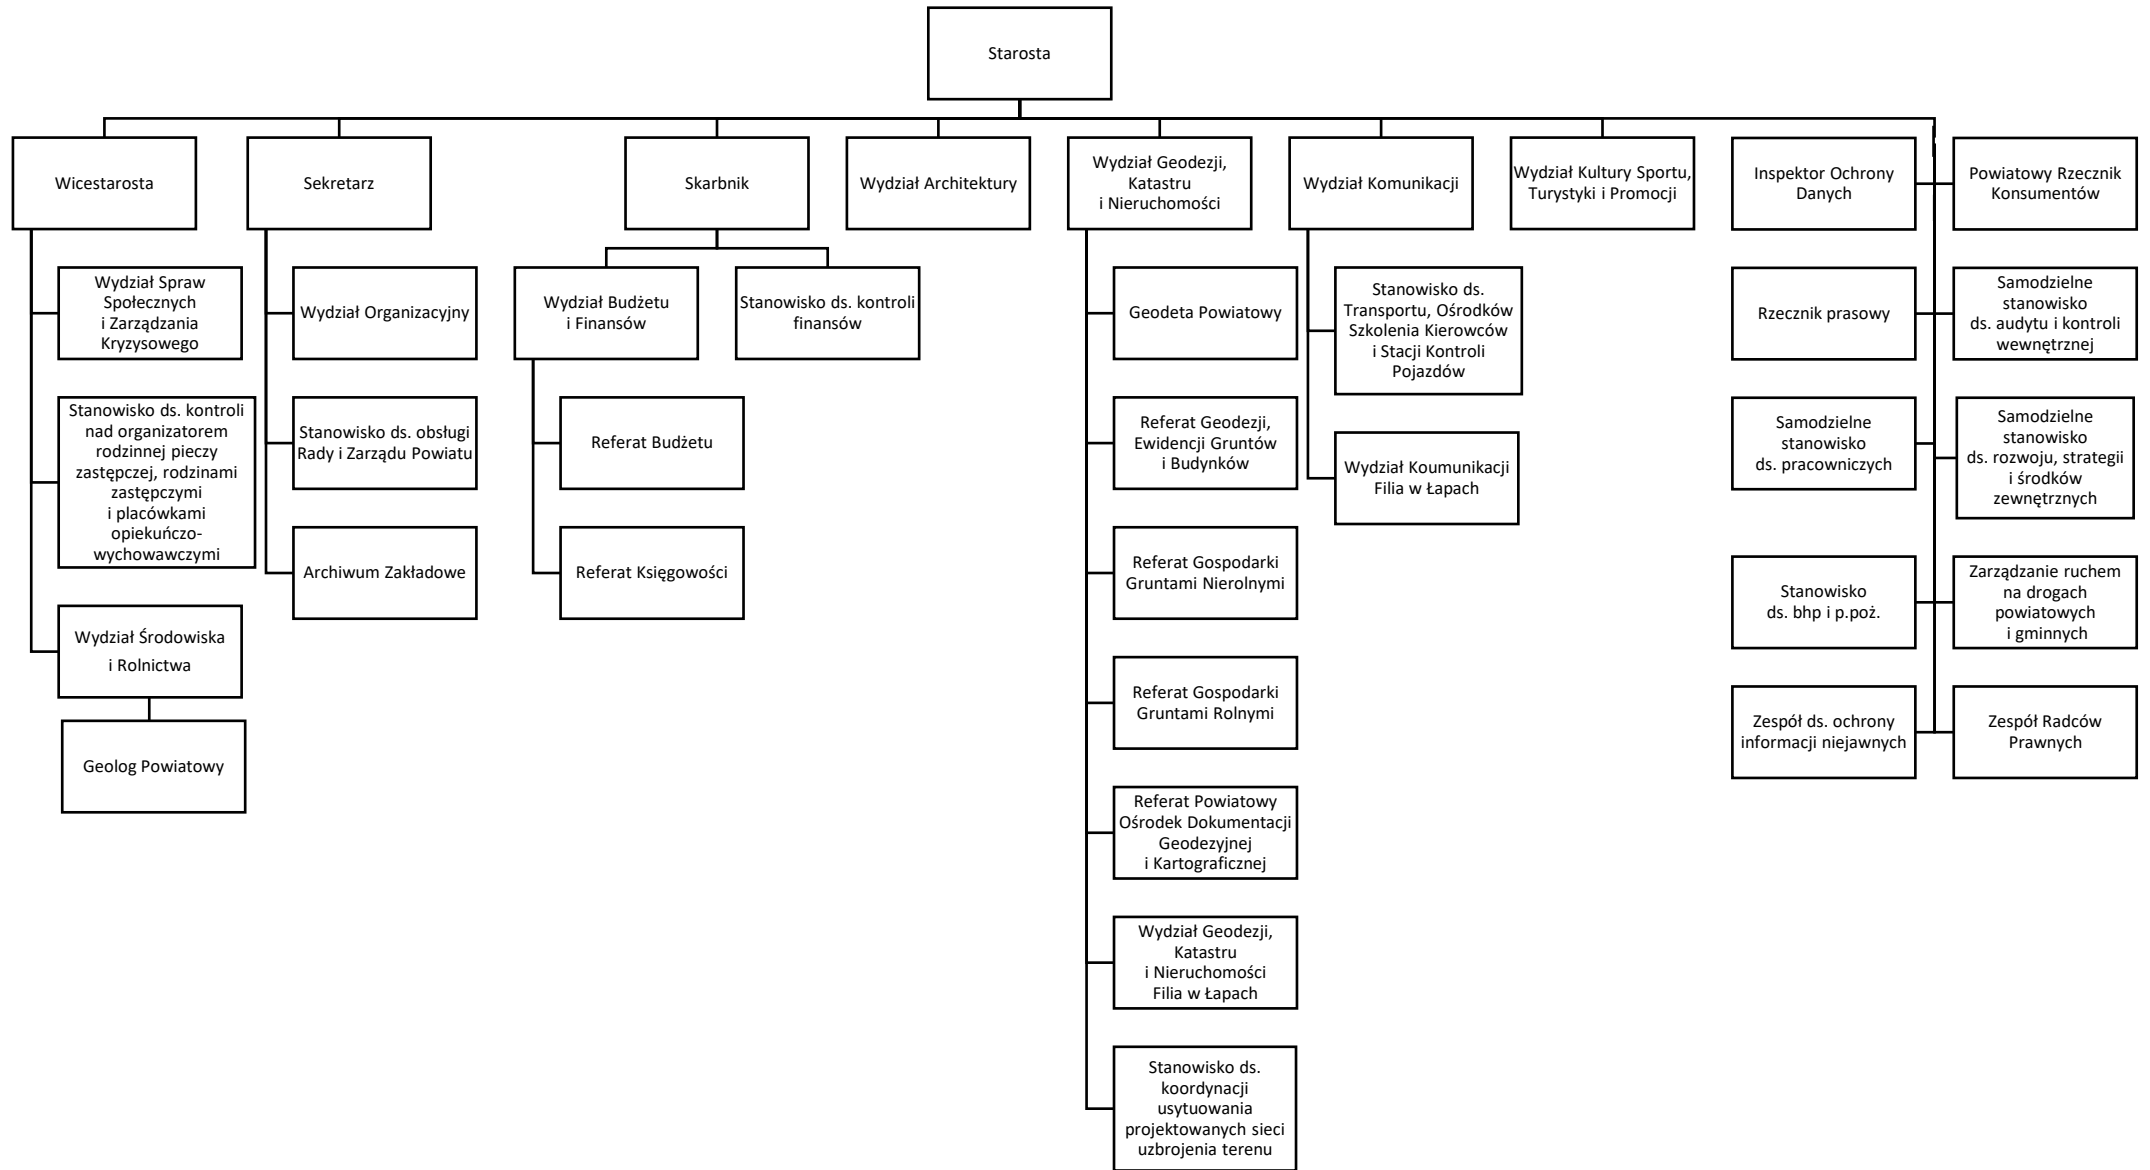 Starosta
Wicestarosta
Sekretarz
Skarbnik
Wydział Architektury
Wydział Geodezji,
Katastru
i Nieruchomości
Wydział Komunikacji
Wydział Kultury Sportu,
Turystyki i Promocji
Inspektor Ochrony
Danych
Powiatowy Rzecznik
Konsumentów
Wydział Spraw
Społecznych
i Zarządzania
Kryzysowego
Wydział Organizacyjny
Wydział Budżetu
i Finansów
Stanowisko ds. kontroli
finansów
Geodeta Powiatowy
Stanowisko ds.
Transportu, Ośrodków
Szkolenia Kierowców
i Stacji Kontroli
Pojazdów
Rzecznik prasowy
Samodzielne
stanowisko
ds. audytu i kontroli
wewnętrznej
Stanowisko ds. kontroli
nad organizatorem
rodzinnej pieczy
zastępczej, rodzinami
zastępczymi
i placówkami
opiekuńczo-
wychowawczymi
Stanowisko ds. obsługi
Rady i Zarządu Powiatu
Referat Budżetu
Referat Geodezji,
Ewidencji Gruntów
i Budynków
Wydział Koumunikacji
Filia w Łapach
Samodzielne
stanowisko
ds. pracowniczych
Samodzielne
stanowisko
ds. rozwoju, strategii
i środków
zewnętrznych
Archiwum Zakładowe
Referat Księgowości
Referat Gospodarki
Gruntami Nierolnymi
Stanowisko
ds. bhp i p.poż.
Zarządzanie ruchem
na drogach
powiatowych
i gminnych
Wydział Środowiska
i Rolnictwa
Referat Gospodarki
Gruntami Rolnymi
Zespół ds. ochrony
informacji niejawnych
Zespół Radców
Prawnych
Geolog Powiatowy
Referat Powiatowy
Ośrodek Dokumentacji
Geodezyjnej
i Kartograficznej
Wydział Geodezji,
Katastru
i Nieruchomości
Filia w Łapach
Stanowisko ds.
koordynacji
usytuowania
projektowanych sieci
uzbrojenia terenu